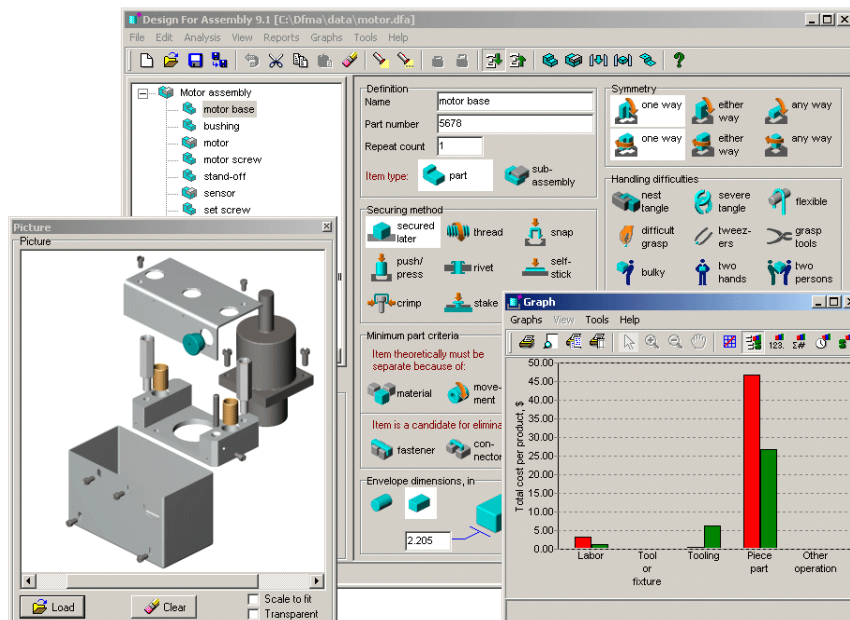 Design For Assembly 9.1 [C:\Dfma\data\motor.dfa]
File Edit Analysis View Reports Graphs Tools Help
Motor assembly
motor base
bushing
motor
motor screw
stand-off
sensor
set screw
Definition
Name motor base
Part number 5678
Repeat count 1
Item type: part sub-
assembly
Securing method
secured
later
thread
snap
push/
press
rivet
self-
stick
crimp
stake
Minimum part criteria
Item theoretically must be
separate because of:
material
move-
ment
Item is a candidate for elimina
fastener
con-
nector
Envelope dimensions, in
2.205
Symmetry
one way
either
way
any way
one way
either
way
any way
Handling difficulties
nest
tangle
severe
tangle
flexible
difficult
grasp
tweez-
ers
grasp
tools
bulky
two
hands
two
persons
Picture
Picture
Load
Clear
Scale to fit
Transparent
Graph
Graphs View Tools Help
123.
Σ#
Total cost per product, $
50.00
45.00
40.00
35.00
30.00
25.00
20.00
15.00
10.00
5.00
0.00
Labor
Tool
or
fixture
Tooling
Piece
part
Other
operation